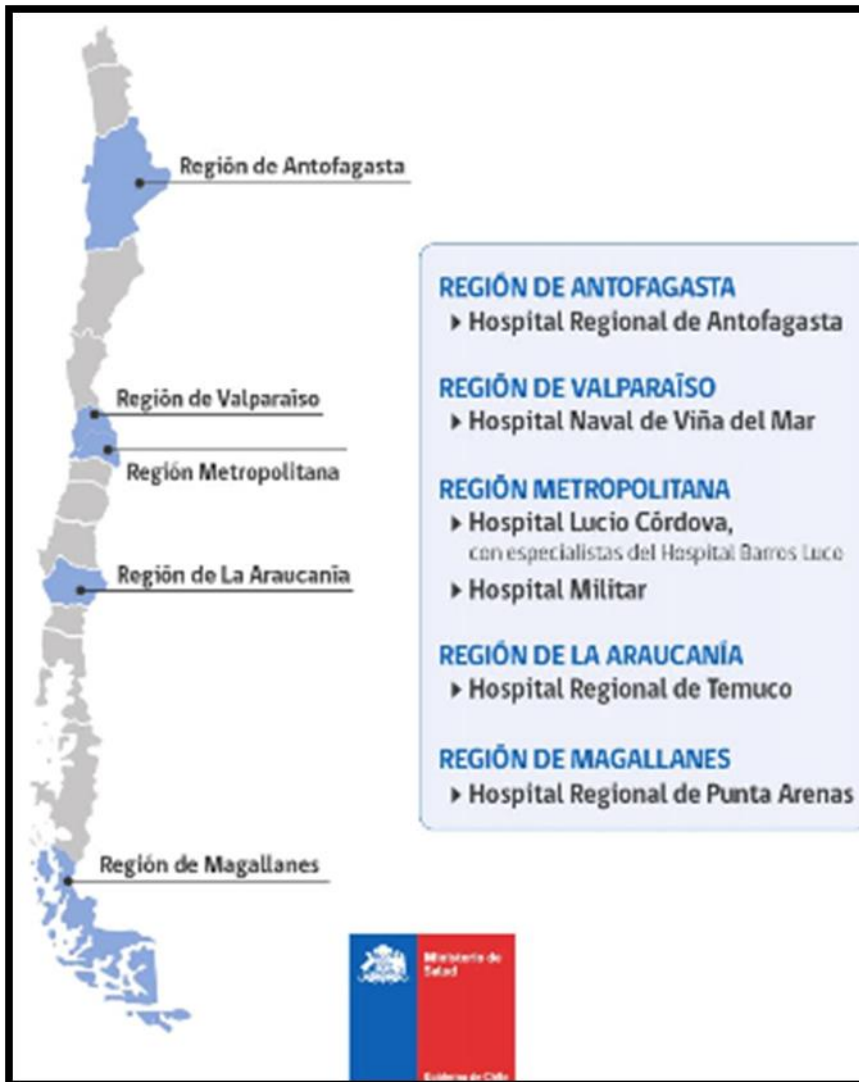 Región de Antofagasta
Región de Valparaíso
Región Metropolitana
Región de La Araucanía
Región de Magallanes
REGIÓN DE ANTOFAGASTA
Hospital Regional de Antofagasta
REGIÓN DE VALPARAÍSO
Hospital Naval de Viña del Mar
REGIÓN METROPOLITANA
Hospital Lucio Córdova,
con especialistas del Hospital Barros Luco
Hospital Militar
REGIÓN DE LA ARAUCANÍA
Hospital Regional de Temuco
REGIÓN DE MAGALLANES
Hospital Regional de Punta Arenas
Ministerio de
Salud
Gobierno de Chile